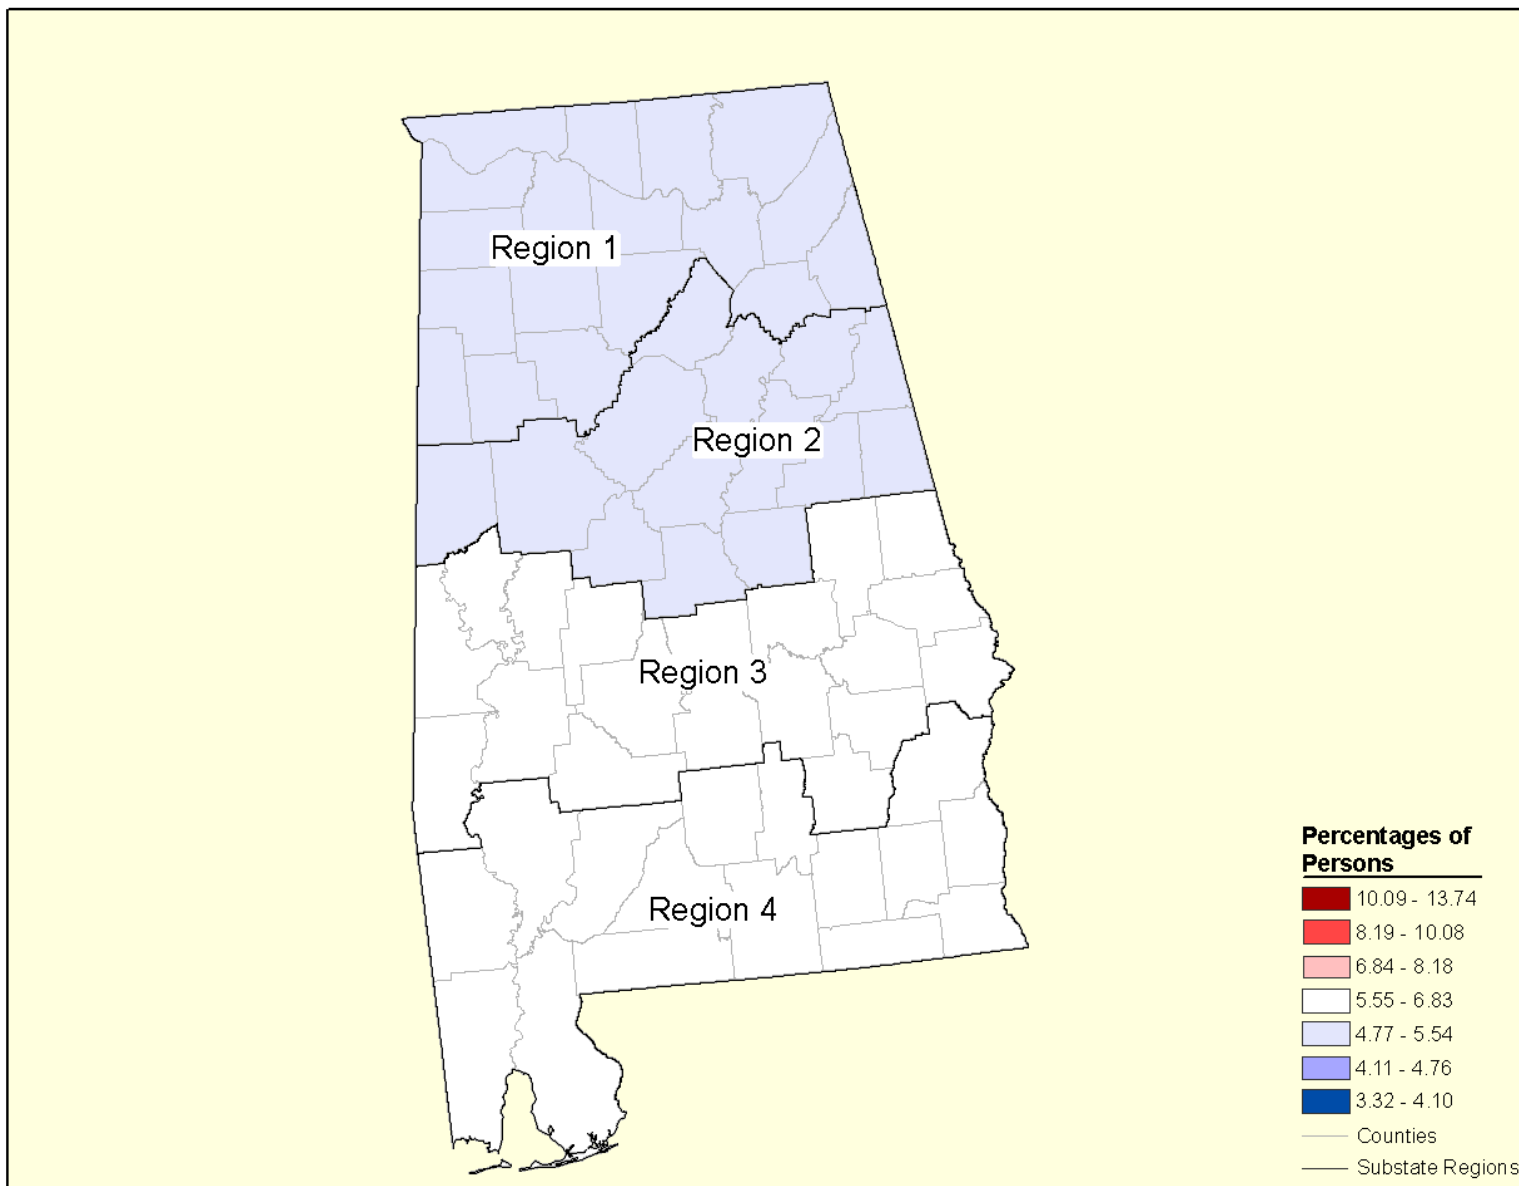 Region 1
Region 2
Region 3
Region 4
Percentages of
Persons
10.09 - 13.74
8.19 - 10.08
6.84 - 8.18
5.55 - 6.83
4.77 - 5.54
4.11 - 4.76
3.32 - 4.10
Counties
Substate Regions